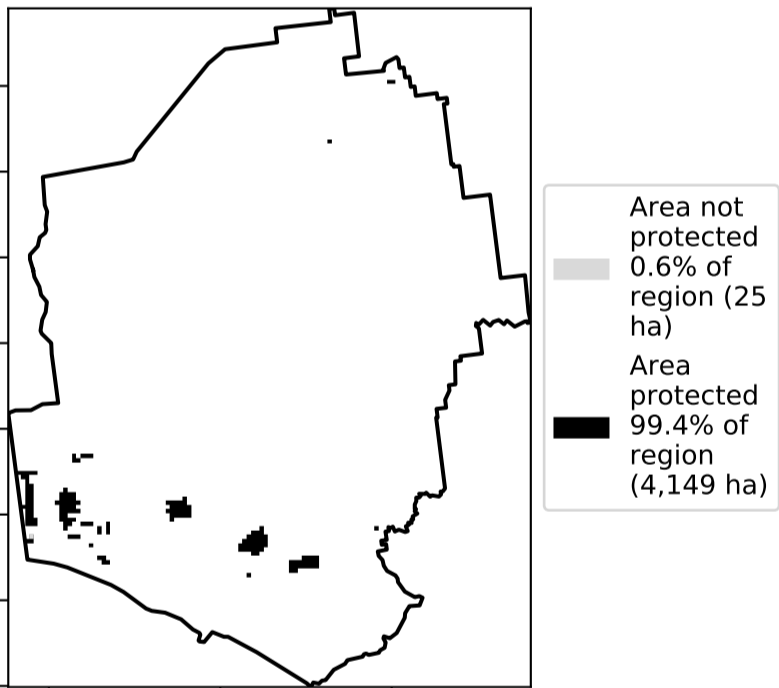 Area not
protected
0.6% of
region (25
ha)
Area
protected
99.4% of
region
(4,149 ha)